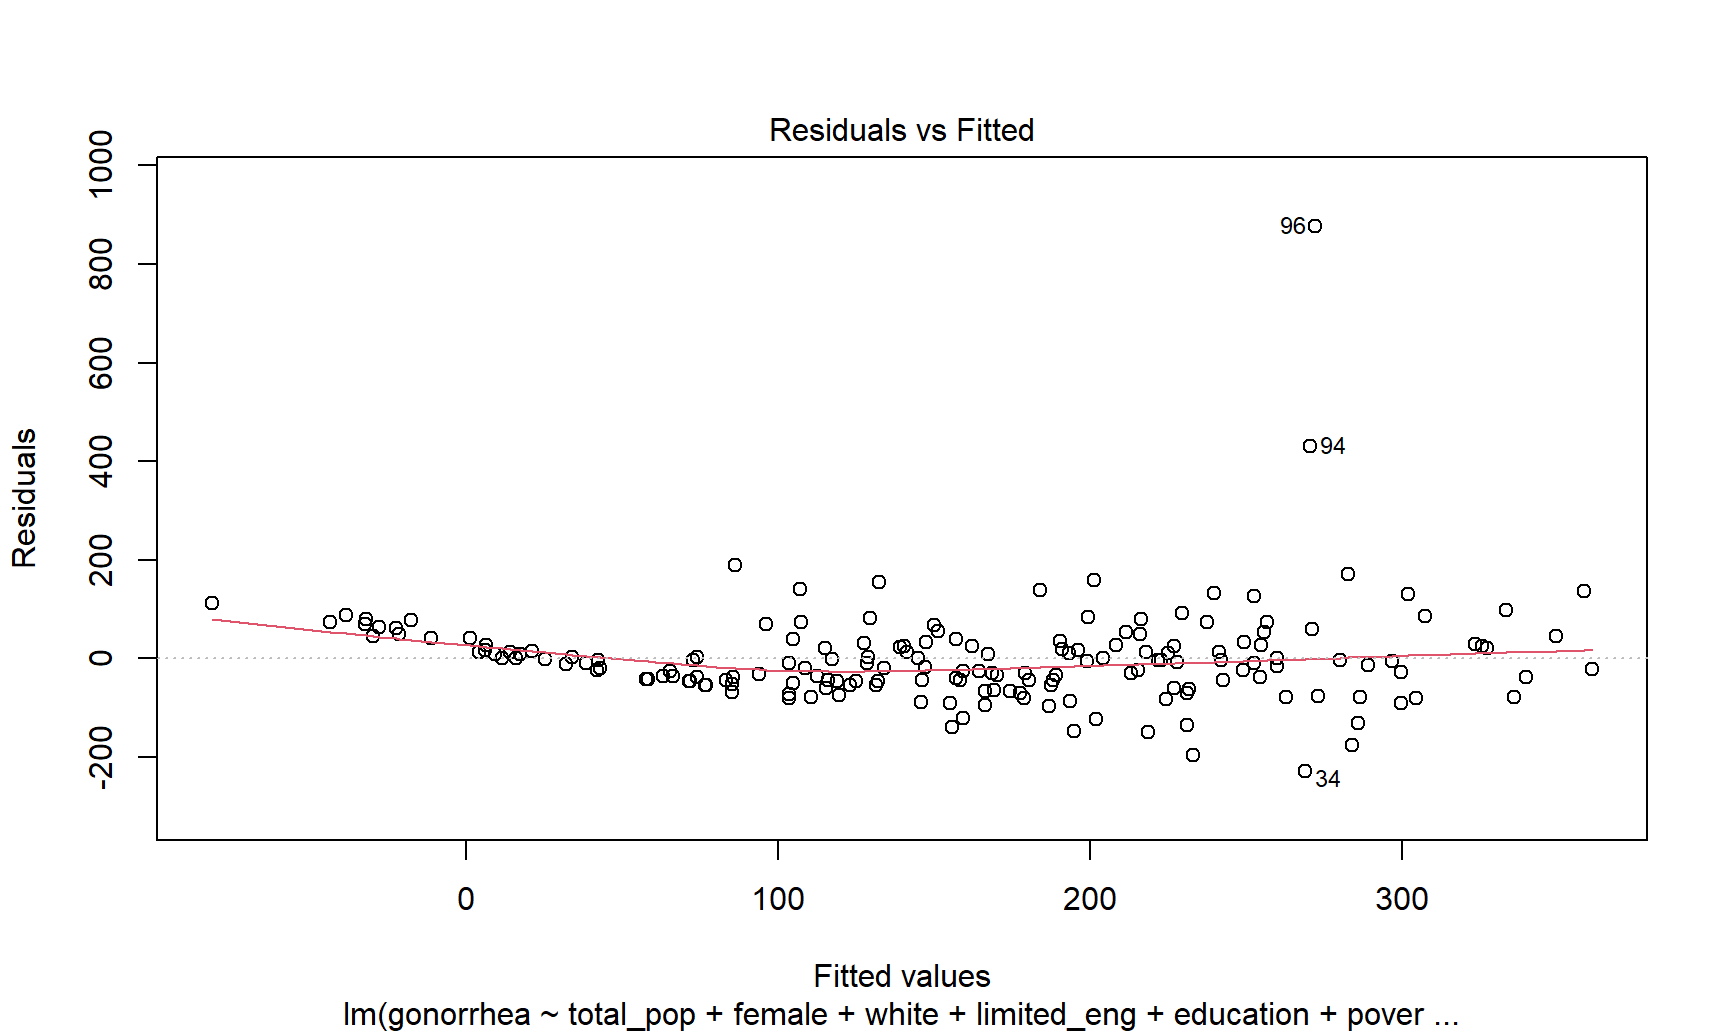 Residuals vs Fitted
1000
800
600
400
200
0
-200
Residuals
96
94
34
0 100 200 300
Fitted values
lm(gonorrhea ~ total_pop + female + white + limited_eng + education + pover ...